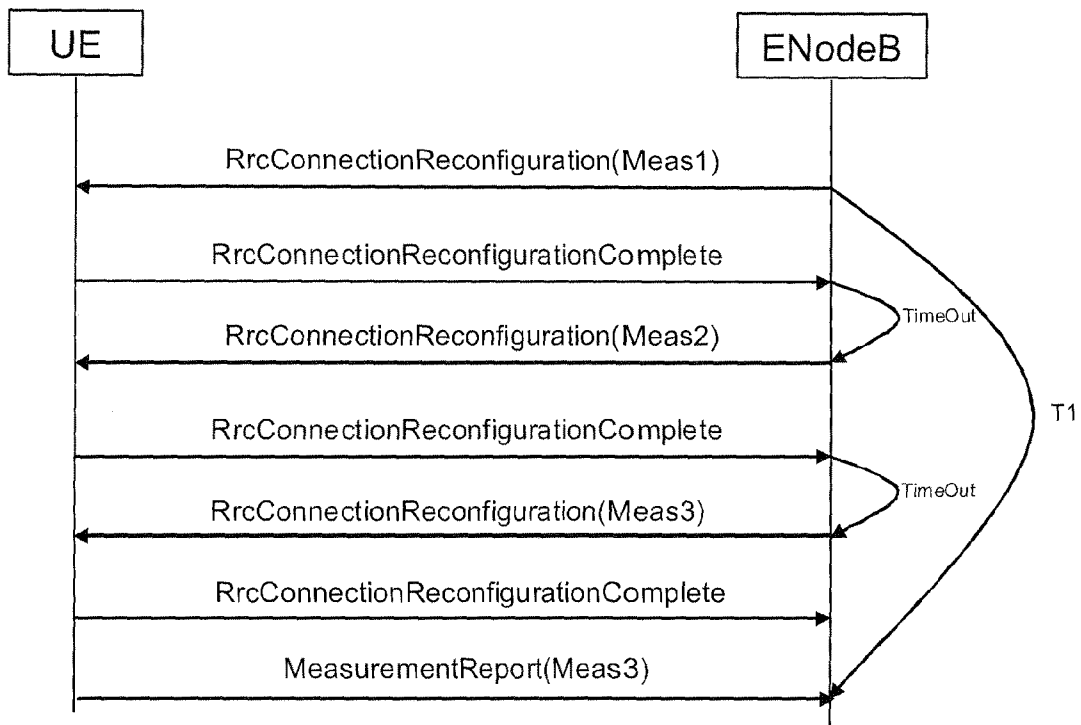 UE
ENodeB
RrcConnectionReconfiguration(Meas1)
RrcConnectionReconfigurationComplete
TimeOut
RrcConnectionReconfiguration(Meas2)
T1
RrcConnectionReconfigurationComplete
TimeOut
RrcConnectionReconfiguration(Meas3)
RrcConnectionReconfigurationComplete
MeasurementReport(Meas3)